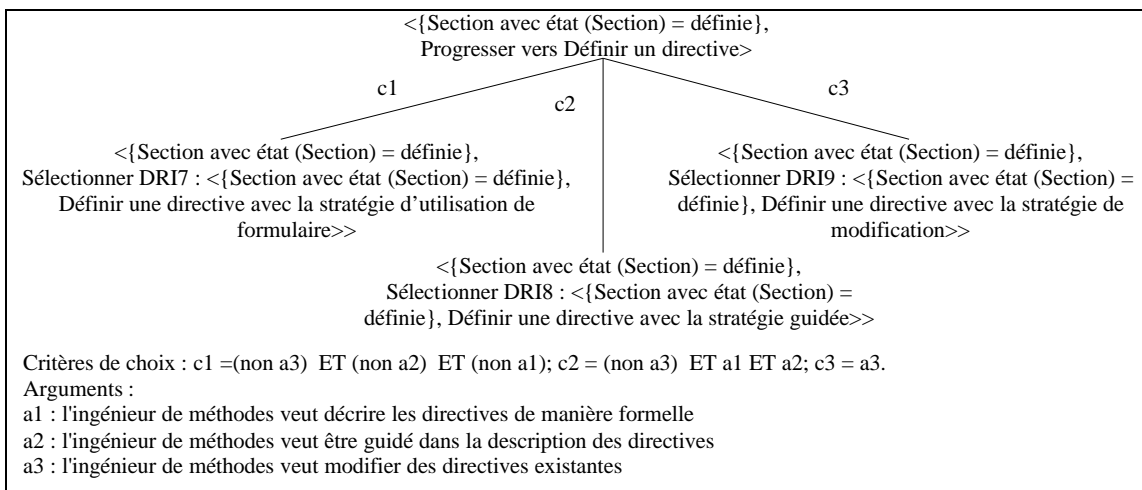 <{Section avec état (Section) = définie},
Progresser vers Définir un directive>
c1
c2
c3
<{Section avec état (Section) = définie},
Sélectionner DRI7 : <{Section avec état (Section) = définie},
Définir une directive avec la stratégie d’utilisation de
formulaire>>
<{Section avec état (Section) = définie},
Sélectionner DRI9 : <{Section avec état (Section) =
définie}, Définir une directive avec la stratégie de
modification>>
<{Section avec état (Section) = définie},
Sélectionner DRI8 : <{Section avec état (Section) =
définie}, Définir une directive avec la stratégie guidée>>
Critères de choix : c1 =(non a3) ET (non a2) ET (non a1); c2 = (non a3) ET a1 ET a2; c3 = a3.
Arguments :
a1 : l'ingénieur de méthodes veut décrire les directives de manière formelle
a2 : l'ingénieur de méthodes veut être guidé dans la description des directives
a3 : l'ingénieur de méthodes veut modifier des directives existantes